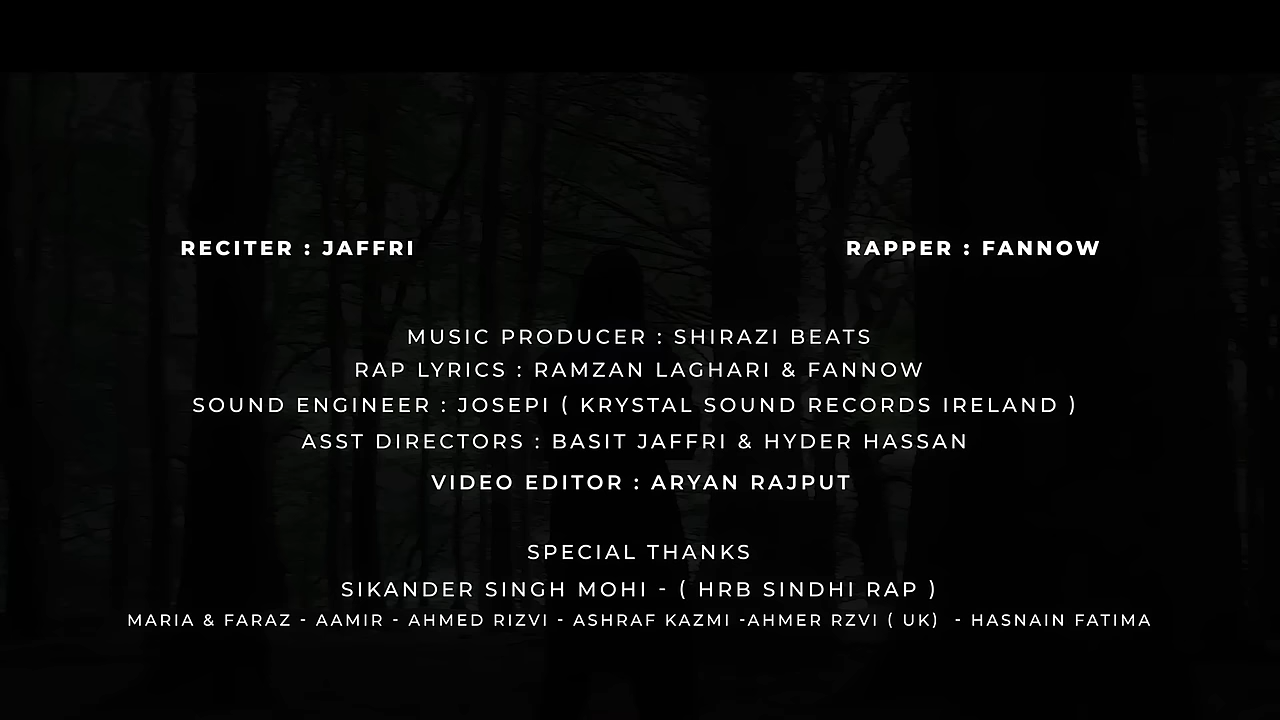 RECITER : JAFFRI RAPPER : FANNOW
MUSIC PRODUCER : SHIRAZI BEATS
RAP LYRICS : RAMZAN LAGHARI & FANNOW
SOUND ENGINEER : JOSEPI ( KRYSTAL SOUND RECORDS IRELAND )
ASST DIRECTORS : BASIT JAFFRI & HYDER HASSAN
VIDEO EDITOR : ARYAN RAJPUT
SPECIAL THANKS
SIKANDER SINGH MOHI - ( HRB SINDHI RAP )
MARIA & FARAZ - AAMIR - AHMED RIZVI - ASHRAF KAZMI -AHMER RZVI ( UK) - HASNAIN FATIMA